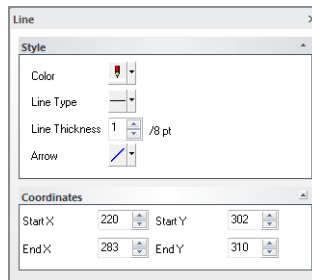 Line
Style
Color
Line Type
Line Thickness 1 /8 pt
Arrow
Coordinates
Start X 220 Start Y 302
End X 283 End Y 310